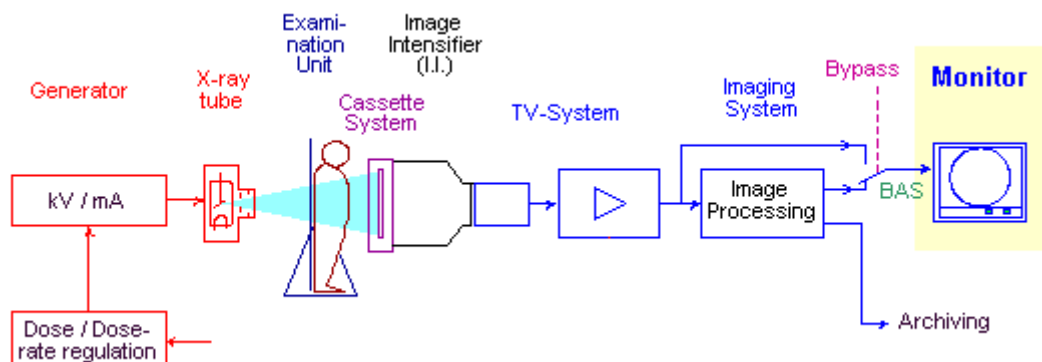 Exami-
nation
Unit
Image
Intensifier
(I.I.)
Generator
X-ray
tube
Cassette
System
TV-System
Imaging
System
Bypass
Monitor
kV / mA
Image
Processing
BAS
Dose / Dose-
rate regulation
Archiving